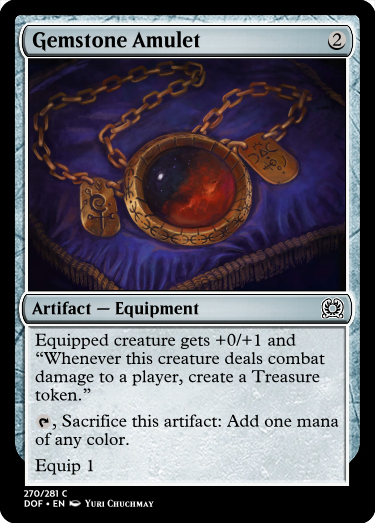 Gemstone Amulet 2
Artifact — Equipment
Equipped creature gets +0/+1 and
“Whenever this creature deals combat
damage to a player, create a Treasure
token.”
, Sacrifice this artifact: Add one mana
of any color.
Equip 1
270/281 C
DOF • EN Yuri Chuchmay